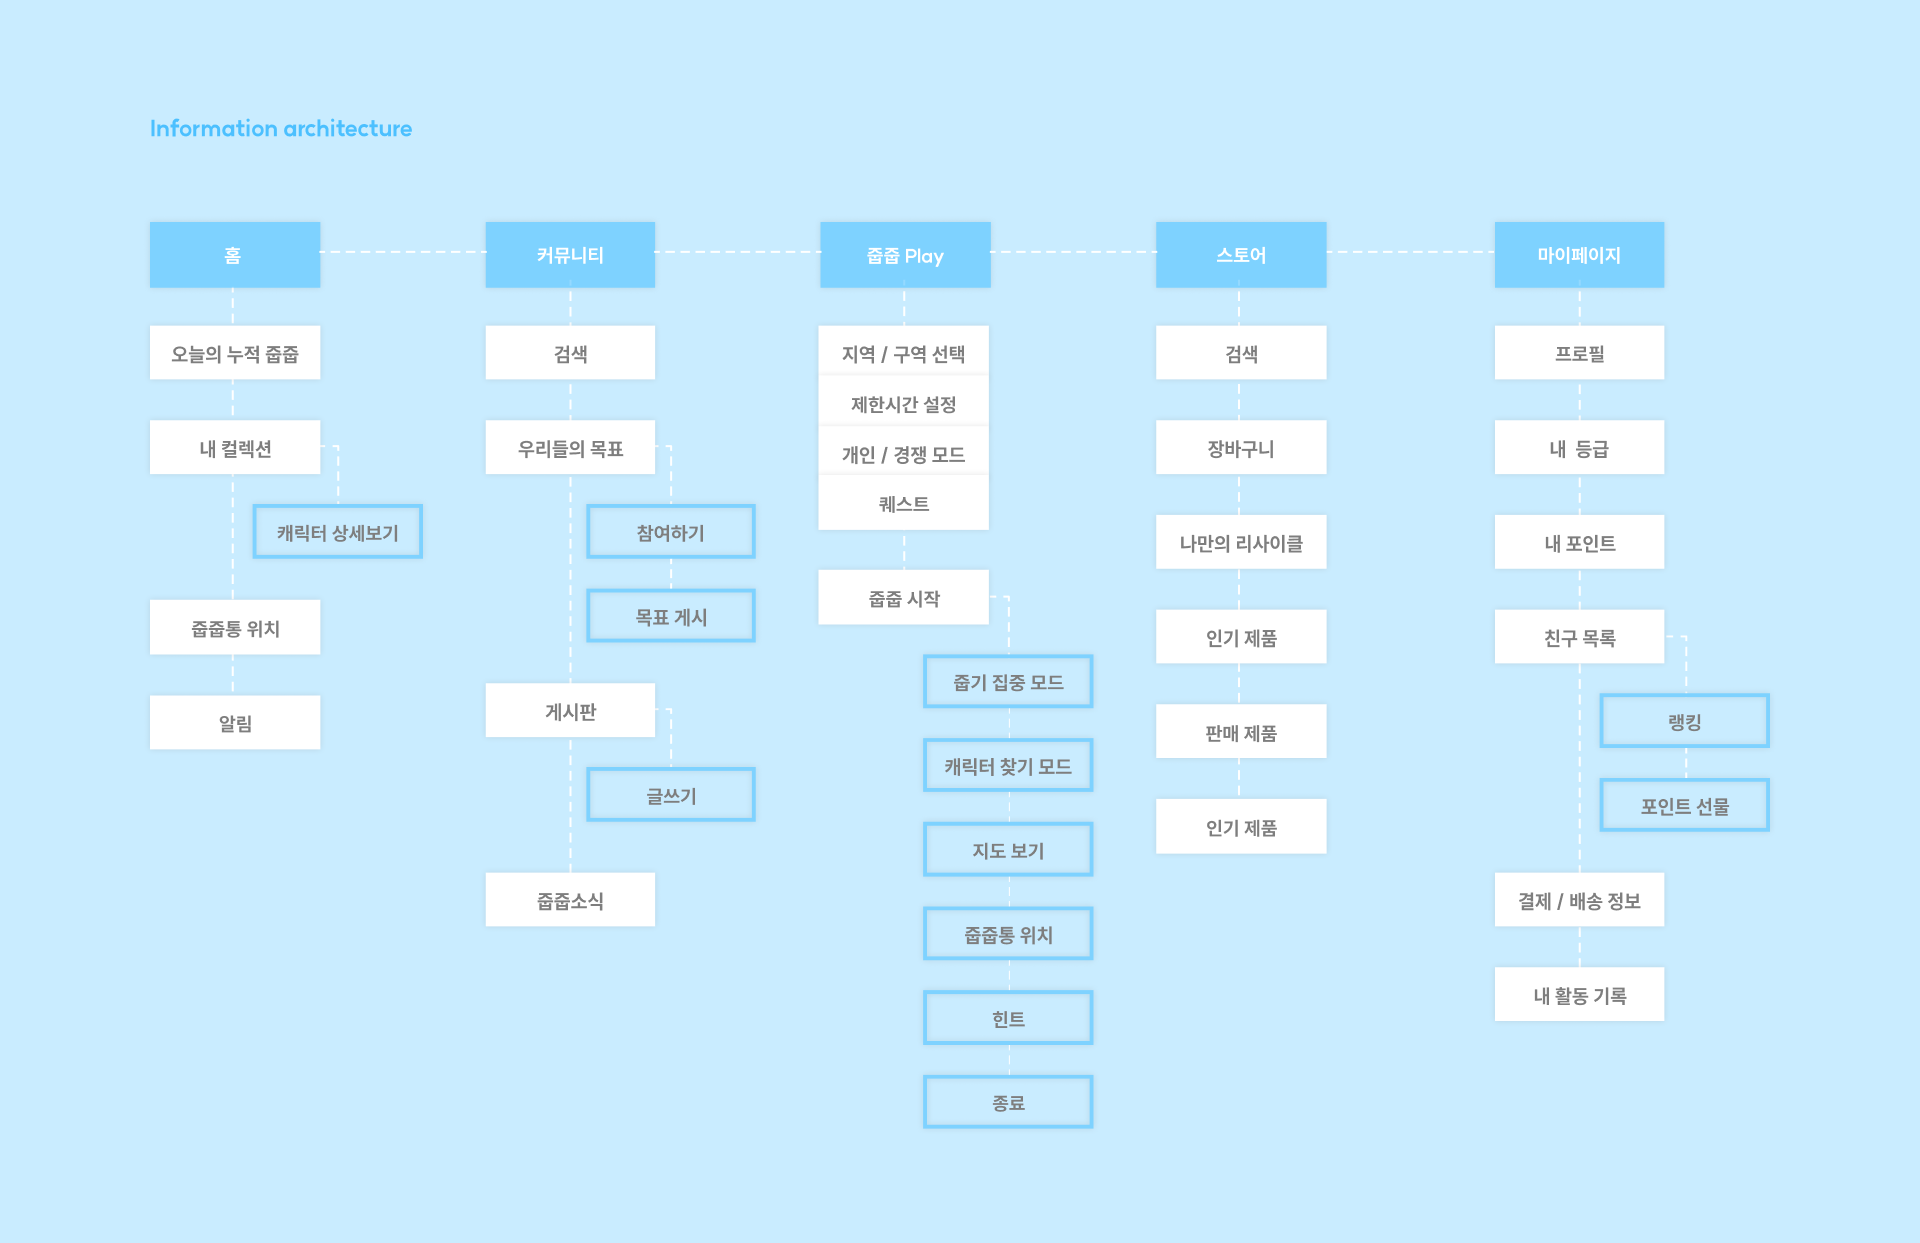 Information architecture
홈
오늘의 누적 줍줍
내 컬렉션
캐릭터 상세보기
줍줍통 위치
알림
커뮤니티
검색
우리들의 목표
참여하기
목표 게시
게시판
글쓰기
줍줍소식
줍줍 Play
지역 / 구역 선택
제한시간 설정
개인 / 경쟁 모드
퀘스트
줍줍 시작
줍기 집중 모드
캐릭터 찾기 모드
지도 보기
줍줍통 위치
힌트
종료
스토어
검색
장바구니
나만의 리사이클
인기 제품
판매 제품
인기 제품
마이페이지
프로필
내 등급
내 포인트
친구 목록
랭킹
포인트 선물
결제 / 배송 정보
내 활동 기록